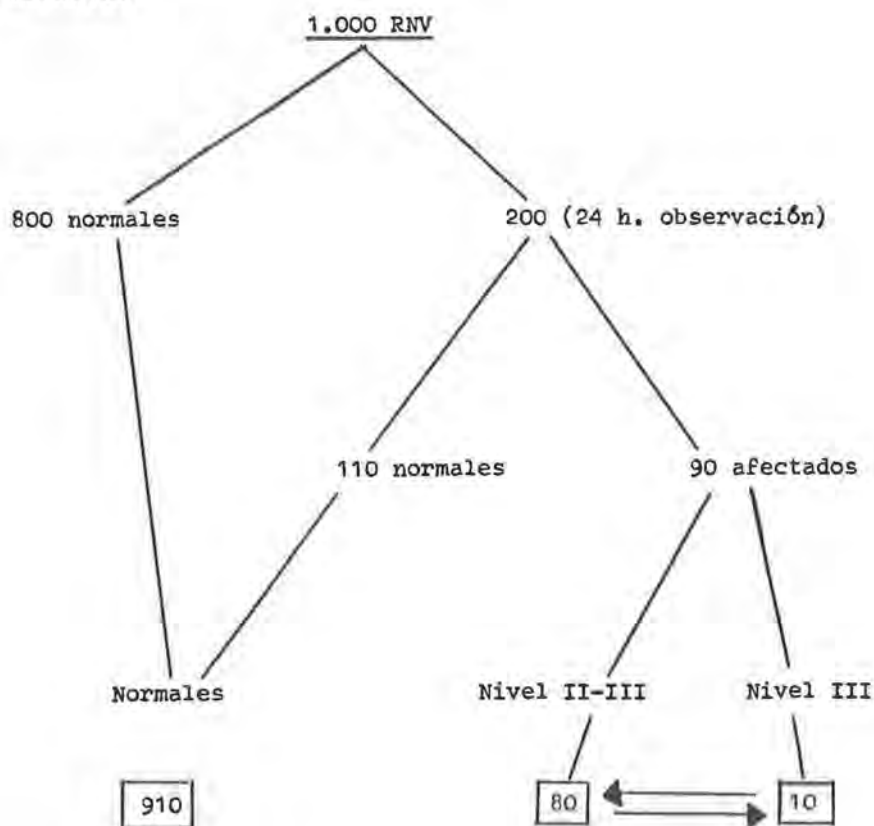 1.000 RNV
800 normales
200 (24 h. observación)
110 normales
90 afectados
Normales
Nivel II-III
Nivel III
910
80
10